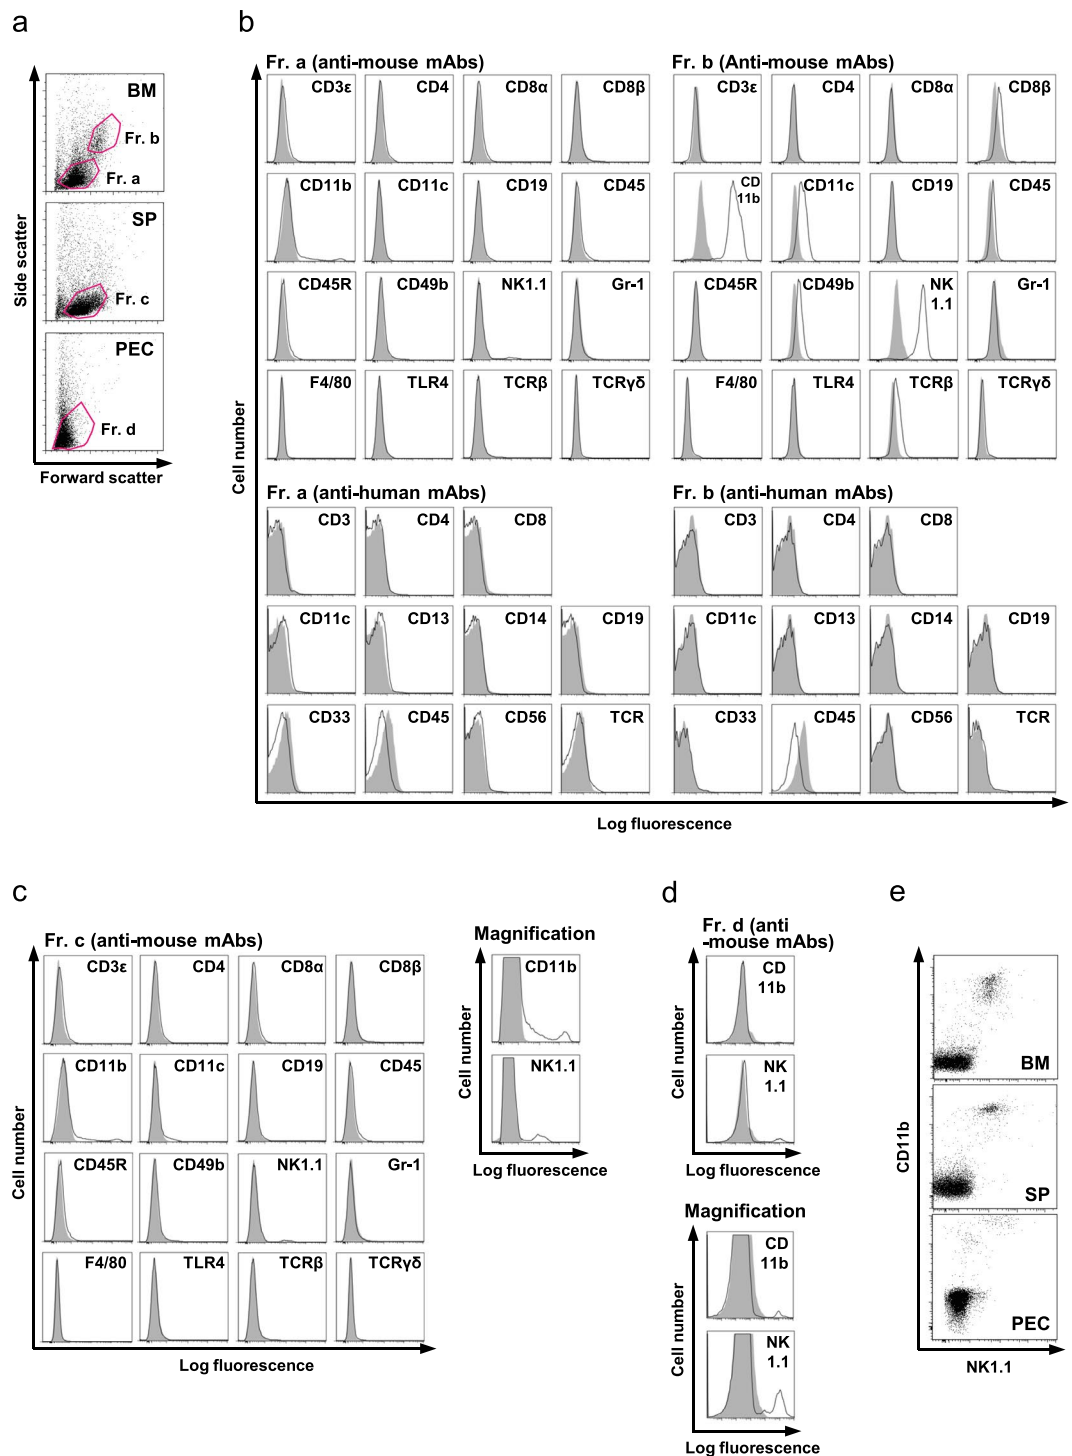 a
BM
Fr. b
Fr. a
SP
Fr. c
PEC
Fr. d
Side scatter
Forward scatter
b
Fr. a (anti-mouse mAbs)
CD3ε CD4 CD8α CD8β
CD11b CD11c CD19 CD45
CD45R CD49b NK1.1 Gr-1
F4/80 TLR4 TCRβ TCRγδ
Fr. b (Anti-mouse mAbs)
CD3ε CD4 CD8α CD8β
CD
11b
CD11c CD19 CD45
CD45R CD49b
NK
1.1
Gr-1
F4/80 TLR4 TCRβ TCRγδ
Fr. a (anti-human mAbs)
CD3 CD4 CD8
CD11c CD13 CD14 CD19
CD33 CD45 CD56 TCR
Fr. b (anti-human mAbs)
CD3 CD4 CD8
CD11c CD13 CD14 CD19
CD33 CD45 CD56 TCR
Cell number
Log fluorescence
c
Fr. c (anti-mouse mAbs)
CD3ε CD4 CD8α CD8β
CD11b CD11c CD19 CD45
CD45R CD49b NK1.1 Gr-1
F4/80 TLR4 TCRβ TCRγδ
Cell number
Log fluorescence
Magnification
CD11b
NK1.1
Cell number
Log fluorescence
d
Fr. d (anti
-mouse mAbs)
CD
11b
NK
1.1
Cell number
Log fluorescence
Magnification
CD
11b
NK
1.1
Cell number
Log fluorescence
e
BM
SP
PEC
CD11b
NK1.1